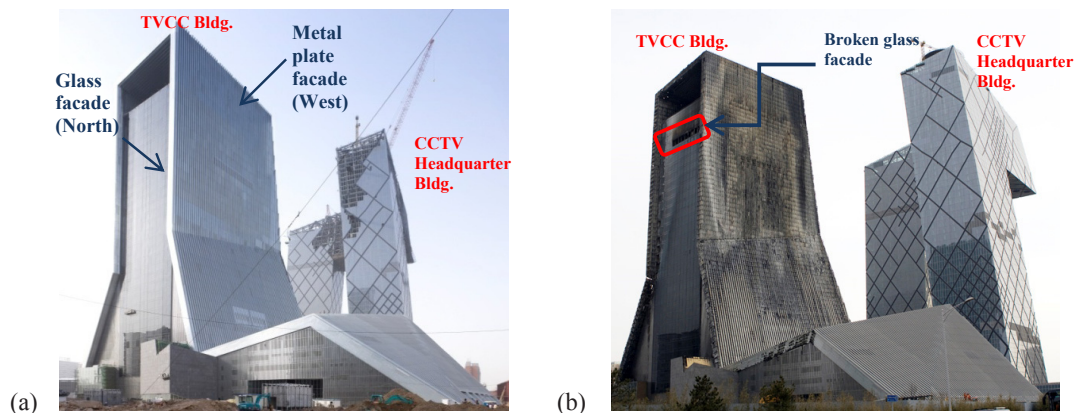 TVCC Bldg.
Metal
plate
facade
(West)
Glass
facade
(North)
CCTV
Headquarter
Bldg.
(a)
TVCC Bldg.
Broken glass
facade
CCTV
Headquarter
Bldg.
(b)